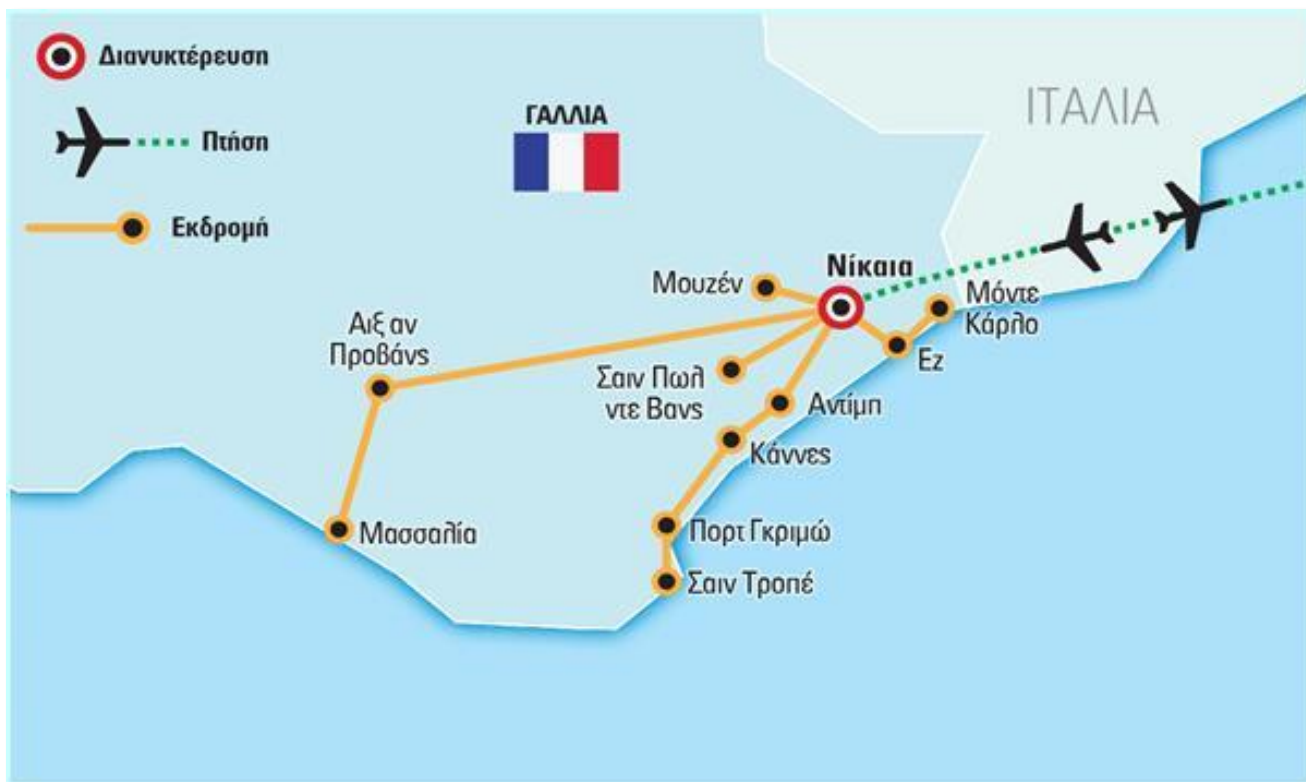 Διανυκτέρευση
Πτήση
Εκδρομή
ΓΑΛΛΙΑ
ΙΤΑΛΙΑ
Νίκαια
Μουζέν
Μόντε
Κάρλο
Αιξ αν
Προβάνς
Εζ
Σαιν Πωλ
ντε Βανς
Αντίμπ
Κάννες
Μασσαλία
Πορτ Γκριμώ
Σαιν Τροπέ